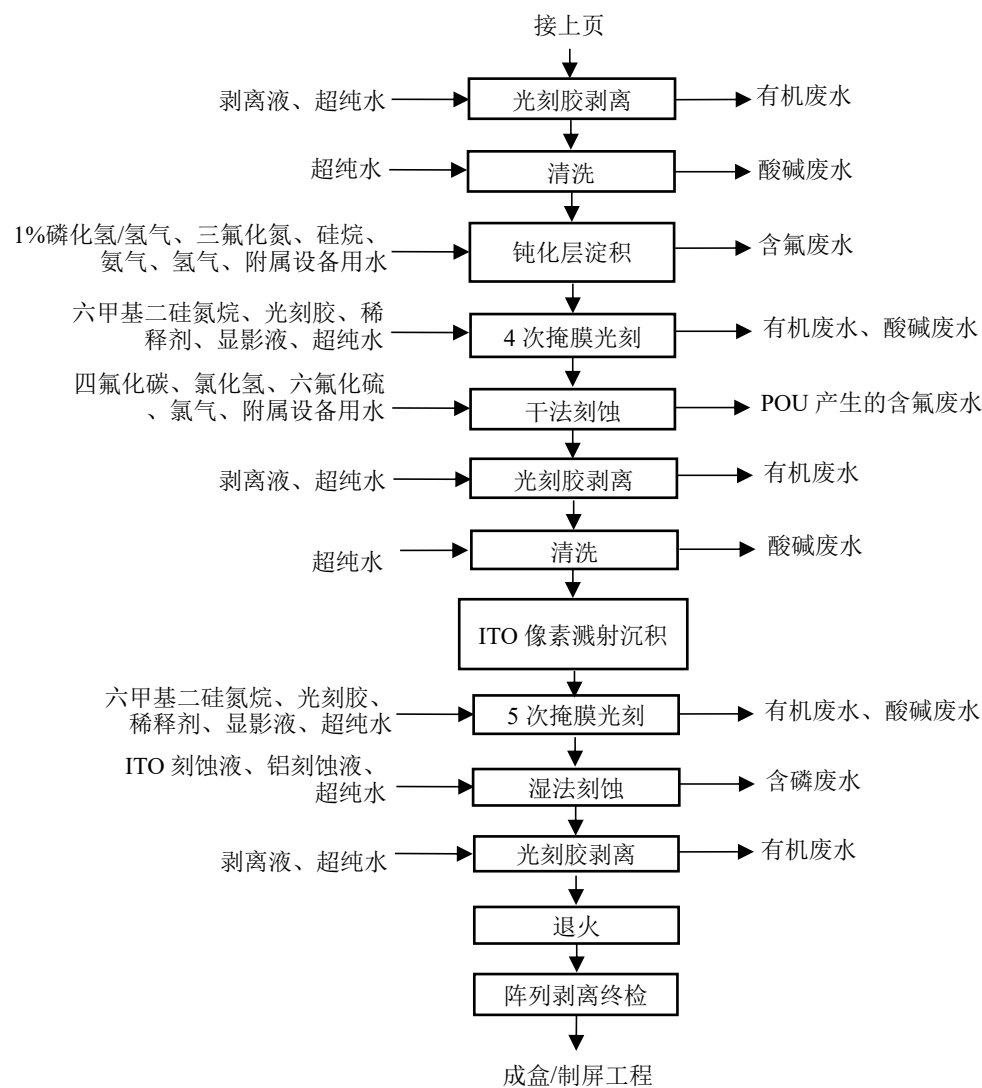 接上页
剥离液、超纯水
光刻胶剥离
有机废水
超纯水
清洗
酸碱废水
1%磷化氢/氢气、三氟化氮、硅烷、
氨气、氢气、附属设备用水
钝化层淀积
含氟废水
六甲基二硅氮烷、光刻胶、稀
释剂、显影液、超纯水
4 次掩膜光刻
有机废水、酸碱废水
四氟化碳、氯化氢、六氟化硫
、氯气、附属设备用水
干法刻蚀
POU 产生的含氟废水
剥离液、超纯水
光刻胶剥离
有机废水
超纯水
清洗
酸碱废水
ITO 像素溅射沉积
六甲基二硅氮烷、光刻胶、
稀释剂、显影液、超纯水
5 次掩膜光刻
有机废水、酸碱废水
ITO 刻蚀液、铝刻蚀液、
超纯水
湿法刻蚀
含磷废水
剥离液、超纯水
光刻胶剥离
有机废水
退火
阵列剥离终检
成盒/制屏工程